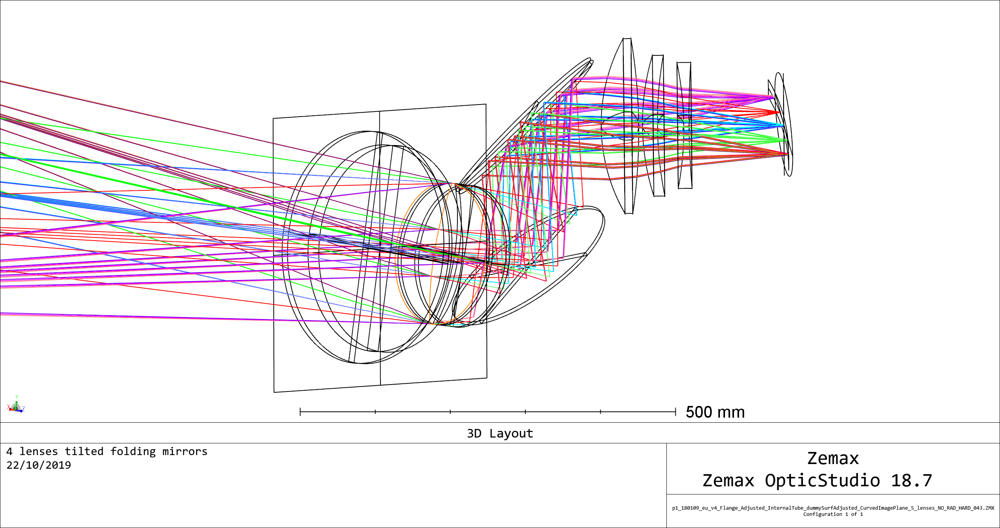 Y
X
Z
500 mm
3D Layout
4 lenses tilted folding mirrors
22/10/2019
Zemax
Zemax OpticStudio 18.7
p1_180109_eu_v4_Flange_Adjusted_InternalTube_dummySurfAdjusted_CurvedImagePlane_5_lenses_NO_RAD_HARD_043.ZMX
Configuration 1 of 1